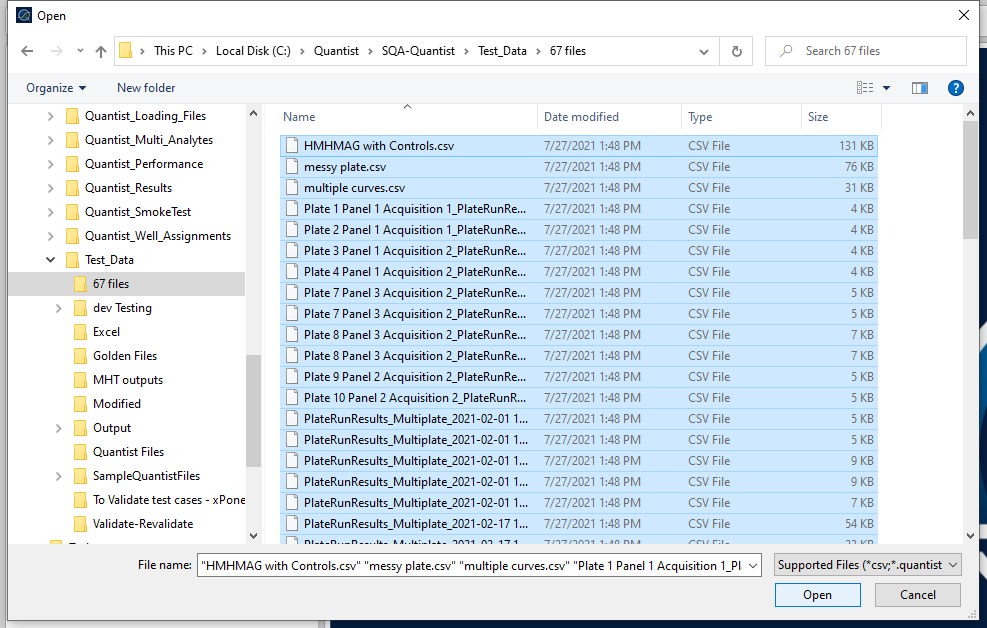 Open
This PC > Local Disk (C:) > Quantist > SQA-Quantist > Test_Data > 67 files
Search 67 files
Organize
New folder
Quantist_Loading_Files
Quantist_Multi_Analytes
Quantist_Performance
Quantist_Results
Quantist_SmokeTest
Quantist_Well_Assignments
Test_Data
67 files
dev Testing
Excel
Golden Files
MHT outputs
Modified
Output
Quantist Files
SampleQuantistFiles
To Validate test cases - xPone
Validate-Revalidate
Name Date modified Type Size
HMHMAG with Controls.csv 7/27/2021 1:48 PM CSV File 131 KB
messy plate.csv 7/27/2021 1:48 PM CSV File 76 KB
multiple curves.csv 7/27/2021 1:48 PM CSV File 31 KB
Plate 1 Panel 1 Acquisition 1_PlateRunRe... 7/27/2021 1:48 PM CSV File 4 KB
Plate 2 Panel 1 Acquisition 1_PlateRunRe... 7/27/2021 1:48 PM CSV File 4 KB
Plate 3 Panel 1 Acquisition 2_PlateRunRe... 7/27/2021 1:48 PM CSV File 4 KB
Plate 4 Panel 1 Acquisition 2_PlateRunRe... 7/27/2021 1:48 PM CSV File 4 KB
Plate 7 Panel 3 Acquisition 2_PlateRunRe... 7/27/2021 1:48 PM CSV File 5 KB
Plate 7 Panel 3 Acquisition 2_PlateRunRe... 7/27/2021 1:48 PM CSV File 5 KB
Plate 8 Panel 3 Acquisition 2_PlateRunRe... 7/27/2021 1:48 PM CSV File 7 KB
Plate 8 Panel 3 Acquisition 2_PlateRunRe... 7/27/2021 1:48 PM CSV File 7 KB
Plate 9 Panel 2 Acquisition 2_PlateRunRe... 7/27/2021 1:48 PM CSV File 5 KB
Plate 10 Panel 2 Acquisition 2_PlateRunR... 7/27/2021 1:48 PM CSV File 5 KB
PlateRunResults_Multiplate_2021-02-01 1... 7/27/2021 1:48 PM CSV File 5 KB
PlateRunResults_Multiplate_2021-02-01 1... 7/27/2021 1:48 PM CSV File 5 KB
PlateRunResults_Multiplate_2021-02-01 1... 7/27/2021 1:48 PM CSV File 9 KB
PlateRunResults_Multiplate_2021-02-01 1... 7/27/2021 1:48 PM CSV File 9 KB
PlateRunResults_Multiplate_2021-02-01 1... 7/27/2021 1:48 PM CSV File 7 KB
PlateRunResults_Multiplate_2021-02-17 1... 7/27/2021 1:48 PM CSV File 54 KB
File name: "HMHMAG with Controls.csv" "messy plate.csv" "multiple curves.csv" "Plate 1 Panel 1 Acquisition 1_Pl
Supported Files (*csv;*.quantist
Open
Cancel